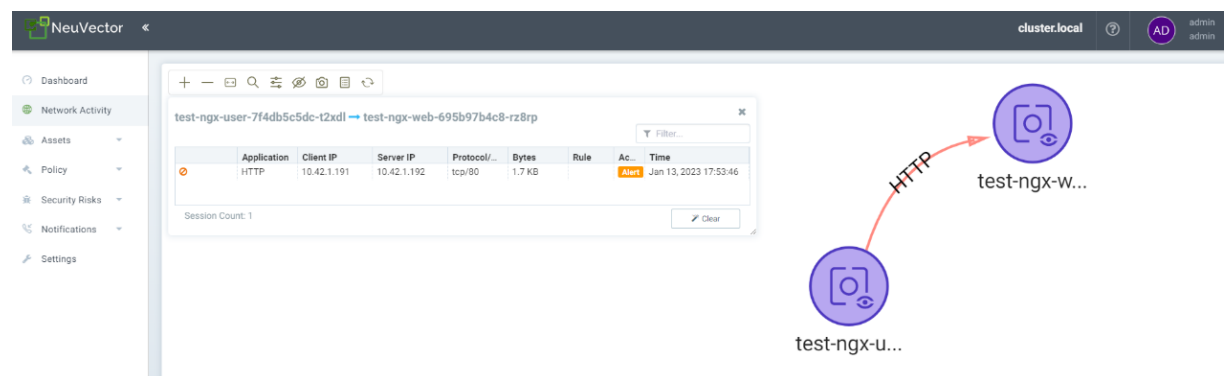 NeuVector «
cluster.local
?
AD
admin
admin
Dashboard
Network Activity
Assets
Policy
Security Risks
Notifications
Settings
test-ngx-user-7f4db5c5dc-t2xdl → test-ngx-web-695b97b4c8-rz8rp
Filter...
Application Client IP Server IP Protocol/... Bytes Rule Ac... Time
HTTP 10.42.1.191 10.42.1.192 tcp/80 1.7 KB Alert Jan 13, 2023 17:53:46
Session Count: 1
Clear
HTTP
test-ngx-w...
test-ngx-u...